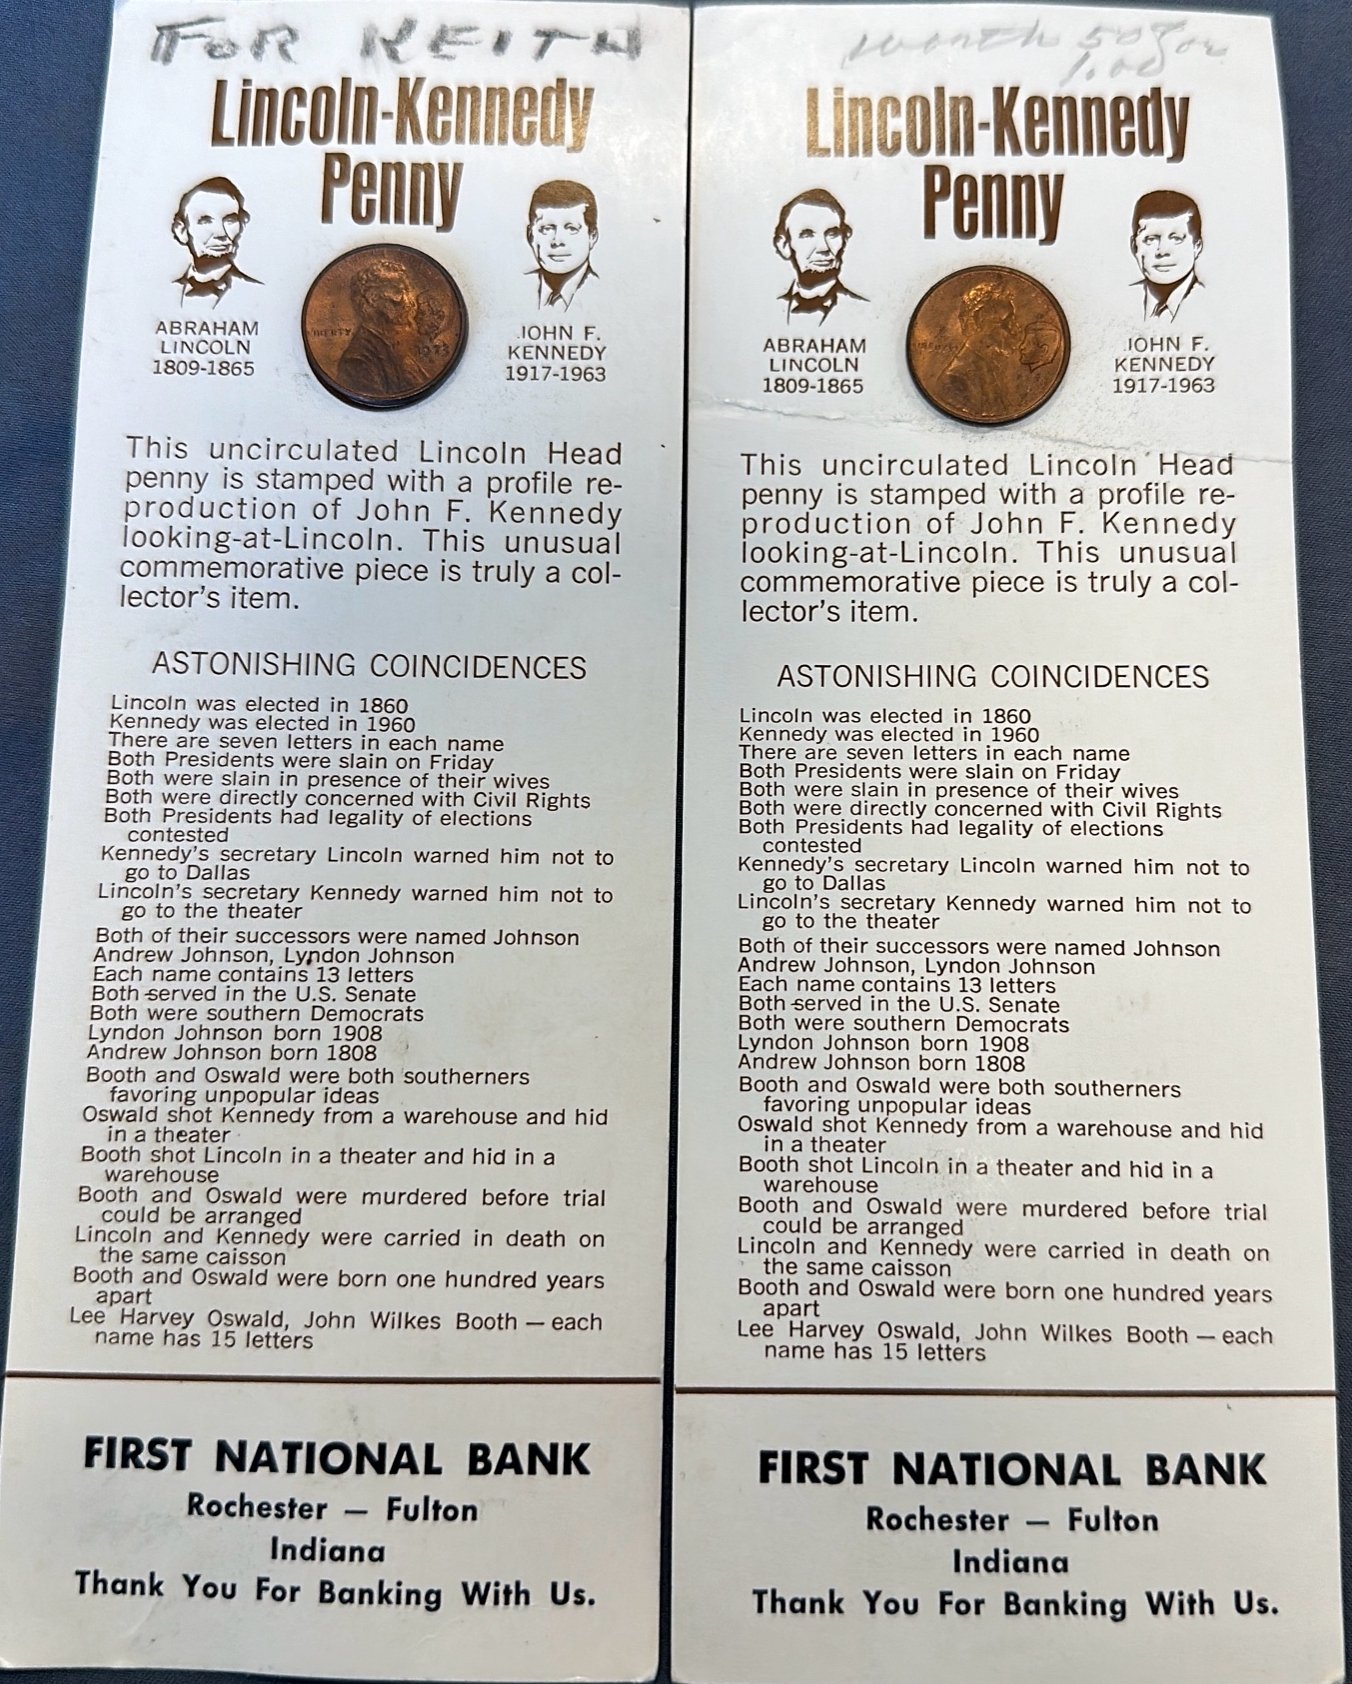 FOR KEITH
Lincoln-Kennedy
Penny
ABRAHAM
LINCOLN
1809-1865
LIBERTY
1973
JOHN F.
KENNEDY
1917-1963
This uncirculated Lincoln Head
penny is stamped with a profile re-
production of John F. Kennedy
looking-at-Lincoln. This unusual
commemorative piece is truly a col-
lector's item.
ASTONISHING COINCIDENCES
Lincoln was elected in 1860
Kennedy was elected in 1960
There are seven letters in each name
Both Presidents were slain on Friday
Both were slain in presence of their wives
Both were directly concerned with Civil Rights
Both Presidents had legality of elections
contested
Kennedy's secretary Lincoln warned him not to
go to Dallas
Lincoln's secretary Kennedy warned him not to
go to the theater
Both of their successors were named Johnson
Andrew Johnson, Lyndon Johnson
Each name contains 13 letters
Both served in the U.S. Senate
Both were southern Democrats
Lyndon Johnson born 1908
Andrew Johnson born 1808
Booth and Oswald were both southerners
favoring unpopular ideas
Oswald shot Kennedy from a warehouse and hid
in a theater
Booth shot Lincoln in a theater and hid in a
warehouse
Booth and Oswald were murdered before trial
could be arranged
Lincoln and Kennedy were carried in death on
the same caisson
Booth and Oswald were born one hundred years
apart
Lee Harvey Oswald, John Wilkes Booth — each
name has 15 letters
FIRST NATIONAL BANK
Rochester — Fulton
Indiana
Thank You For Banking With Us.
worth 50¢ or
1.00
Lincoln-Kennedy
Penny
ABRAHAM
LINCOLN
1809-1865
LIBERTY
JOHN F.
KENNEDY
1917-1963
This uncirculated Lincoln Head
penny is stamped with a profile re-
production of John F. Kennedy
looking-at-Lincoln. This unusual
commemorative piece is truly a col-
lector's item.
ASTONISHING COINCIDENCES
Lincoln was elected in 1860
Kennedy was elected in 1960
There are seven letters in each name
Both Presidents were slain on Friday
Both were slain in presence of their wives
Both were directly concerned with Civil Rights
Both Presidents had legality of elections
contested
Kennedy's secretary Lincoln warned him not to
go to Dallas
Lincoln's secretary Kennedy warned him not to
go to the theater
Both of their successors were named Johnson
Andrew Johnson, Lyndon Johnson
Each name contains 13 letters
Both served in the U.S. Senate
Both were southern Democrats
Lyndon Johnson born 1908
Andrew Johnson born 1808
Booth and Oswald were both southerners
favoring unpopular ideas
Oswald shot Kennedy from a warehouse and hid
in a theater
Booth shot Lincoln in a theater and hid in a
warehouse
Booth and Oswald were murdered before trial
could be arranged
Lincoln and Kennedy were carried in death on
the same caisson
Booth and Oswald were born one hundred years
apart
Lee Harvey Oswald, John Wilkes Booth — each
name has 15 letters
FIRST NATIONAL BANK
Rochester — Fulton
Indiana
Thank You For Banking With Us.